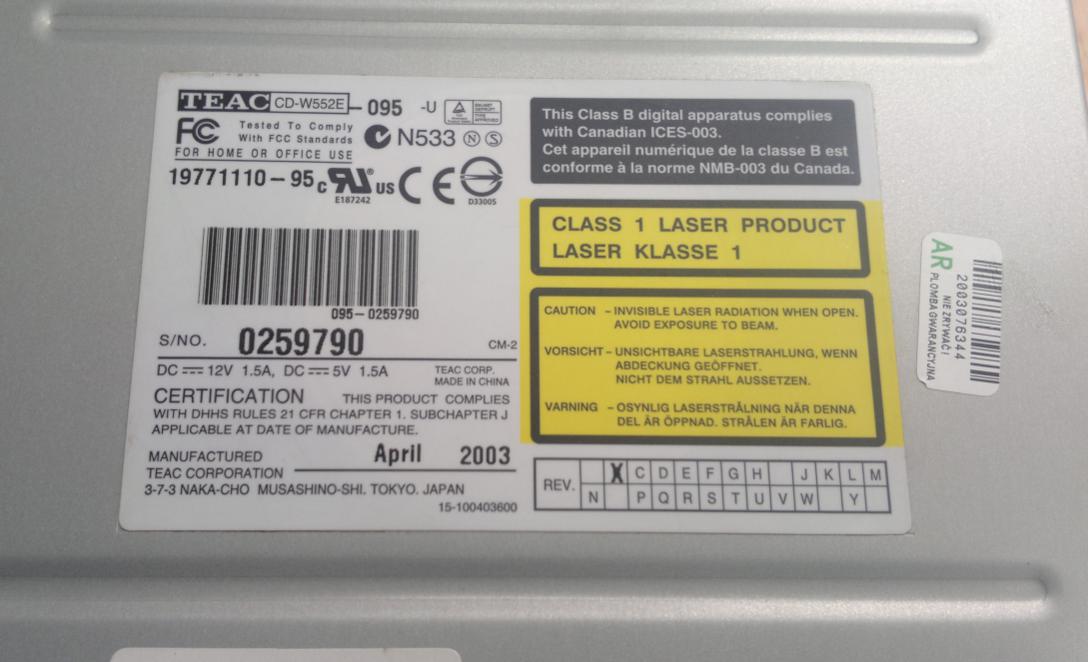 TEAC CD-W552E-095 -U
FC Tested To Comply
With FCC Standards
N533 N S
FOR HOME OR OFFICE USE
19771110-95 c RU® US CE
E187242
D33005
095-0259790
S/NO. 0259790 CM-2
DC 12V 1.5A, DC 5V 1.5A
TEAC CORP.
MADE IN CHINA
CERTIFICATION THIS PRODUCT COMPLIES
WITH DHHS RULES 21 CFR CHAPTER 1. SUBCHAPTER J
APPLICABLE AT DATE OF MANUFACTURE.
MANUFACTURED April 2003
TEAC CORPORATION
3-7-3 NAKA-CHO MUSASHINO-SHI. TOKYO. JAPAN
15-100403600
This Class B digital apparatus complies
with Canadian ICES-003.
Cet appareil numérique de la classe B est
conforme à la norme NMB-003 du Canada.
CLASS 1 LASER PRODUCT
LASER KLASSE 1
CAUTION – INVISIBLE LASER RADIATION WHEN OPEN.
AVOID EXPOSURE TO BEAM.
VORSICHT – UNSICHTBARE LASERSTRAHLUNG, WENN
ABDECKUNG GEÖFFNET.
NICHT DEM STRAHL AUSSETZEN.
VARNING – OSYNLIG LASERSTRÅLNING NÄR DENNA
DEL ÄR ÖPPNAD. STRÅLEN ÄR FARLIG.
REV. X C D E F G H J K L M
N P Q R S T U V W Y
AR
2003076344
NIE ZRYWAĆ!
PLOMBA GWARANCYJNA